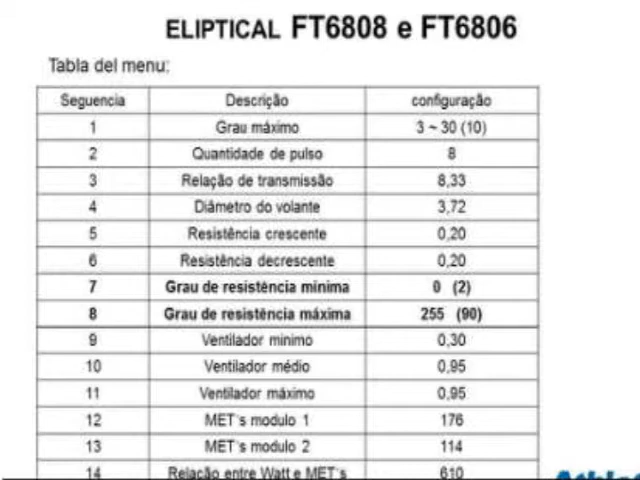 ELIPTICAL FT6808 e FT6806
Tabla del menu:
Seguencia Descrição configuração
1 Grau máximo 3 ~ 30 (10)
2 Quantidade de pulso 8
3 Relação de transmissão 8,33
4 Diâmetro do volante 3,72
5 Resistência crescente 0,20
6 Resistência decrescente 0,20
7 Grau de resistência minima 0 (2)
8 Grau de resistência máxima 255 (90)
9 Ventilador minimo 0,30
10 Ventilador médio 0,95
11 Ventilador máximo 0,95
12 MET´s modulo 1 176
13 MET´s modulo 2 114
14 Relação entre Watt e MET´s 610